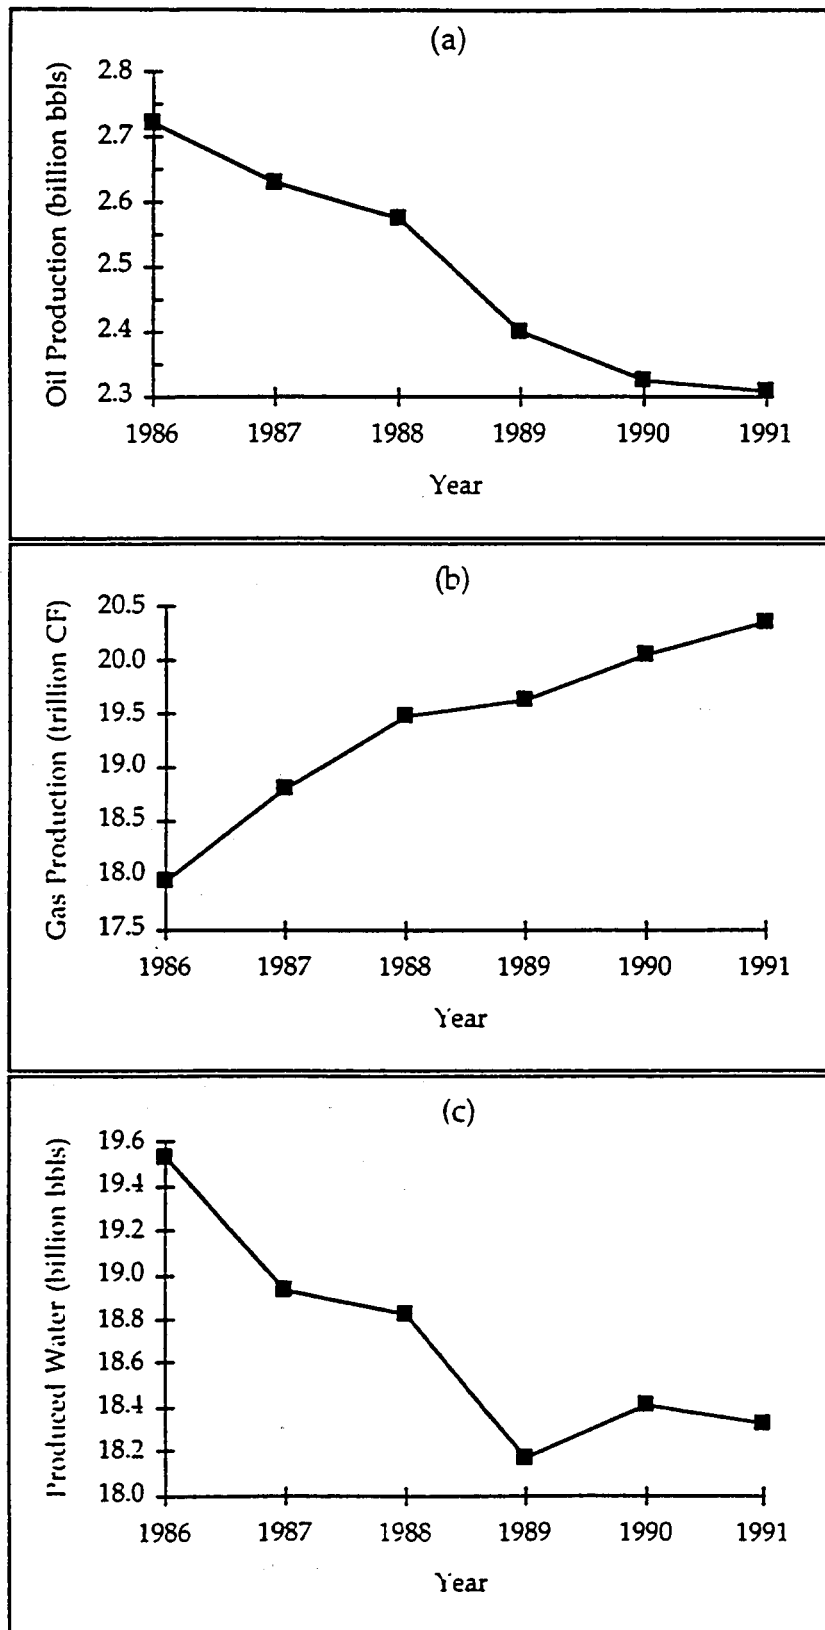 (a)
Oil Production (billion bbls)
2.8
2.7
2.6
2.5
2.4
2.3
1986 1987 1988 1989 1990 1991
Year
(b)
Gas Production (trillion CF)
20.5
20.0
19.5
19.0
18.5
18.0
17.5
1986 1987 1988 1989 1990 1991
Year
(c)
Produced Water (billion bbls)
19.6
19.4
19.2
19.0
18.8
18.6
18.4
18.2
18.0
1986 1987 1988 1989 1990 1991
Year